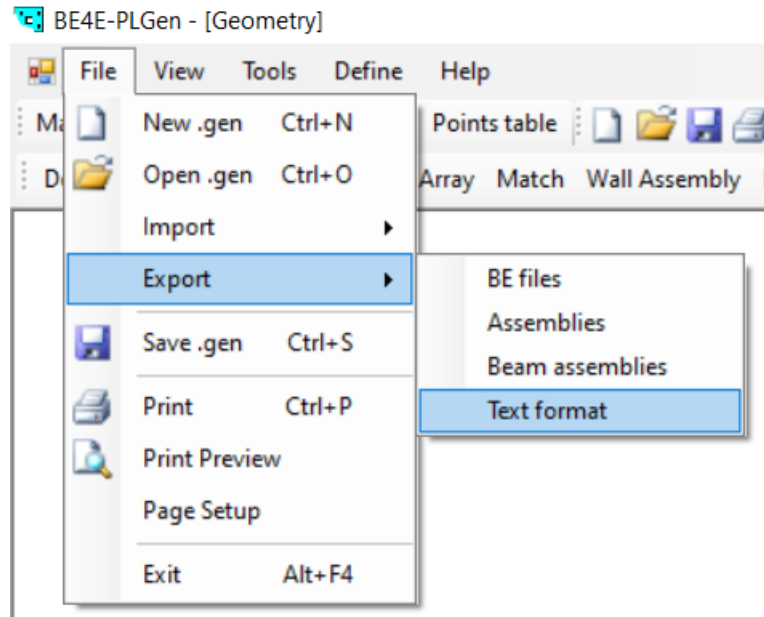 BE4E-PLGen - [Geometry]
File View Tools Define Help
Points table
Array Match Wall Assembly
New .gen Ctrl+N
Open .gen Ctrl+O
Import
Export
Save .gen Ctrl+S
Print Ctrl+P
Print Preview
Page Setup
Exit Alt+F4
BE files
Assemblies
Beam assemblies
Text format